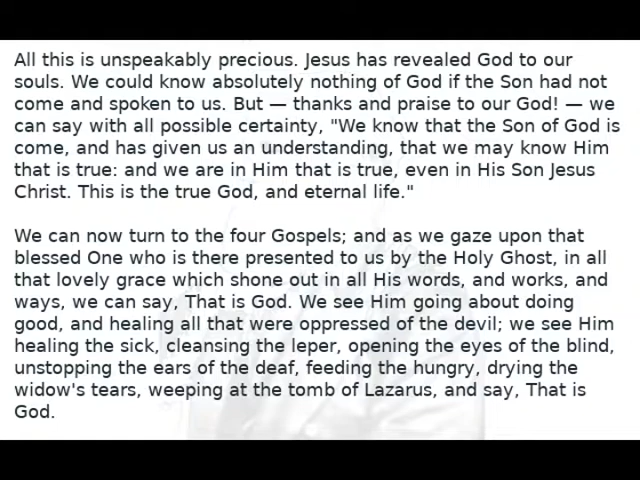 All this is unspeakably precious. Jesus has revealed God to our
souls. We could know absolutely nothing of God if the Son had not
come and spoken to us. But — thanks and praise to our God! — we
can say with all possible certainty, "We know that the Son of God is
come, and has given us an understanding, that we may know Him
that is true: and we are in Him that is true, even in His Son Jesus
Christ. This is the true God, and eternal life."
We can now turn to the four Gospels; and as we gaze upon that
blessed One who is there presented to us by the Holy Ghost, in all
that lovely grace which shone out in all His words, and works, and
ways, we can say, That is God. We see Him going about doing
good, and healing all that were oppressed of the devil; we see Him
healing the sick, cleansing the leper, opening the eyes of the blind,
unstopping the ears of the deaf, feeding the hungry, drying the
widow's tears, weeping at the tomb of Lazarus, and say, That is
God.